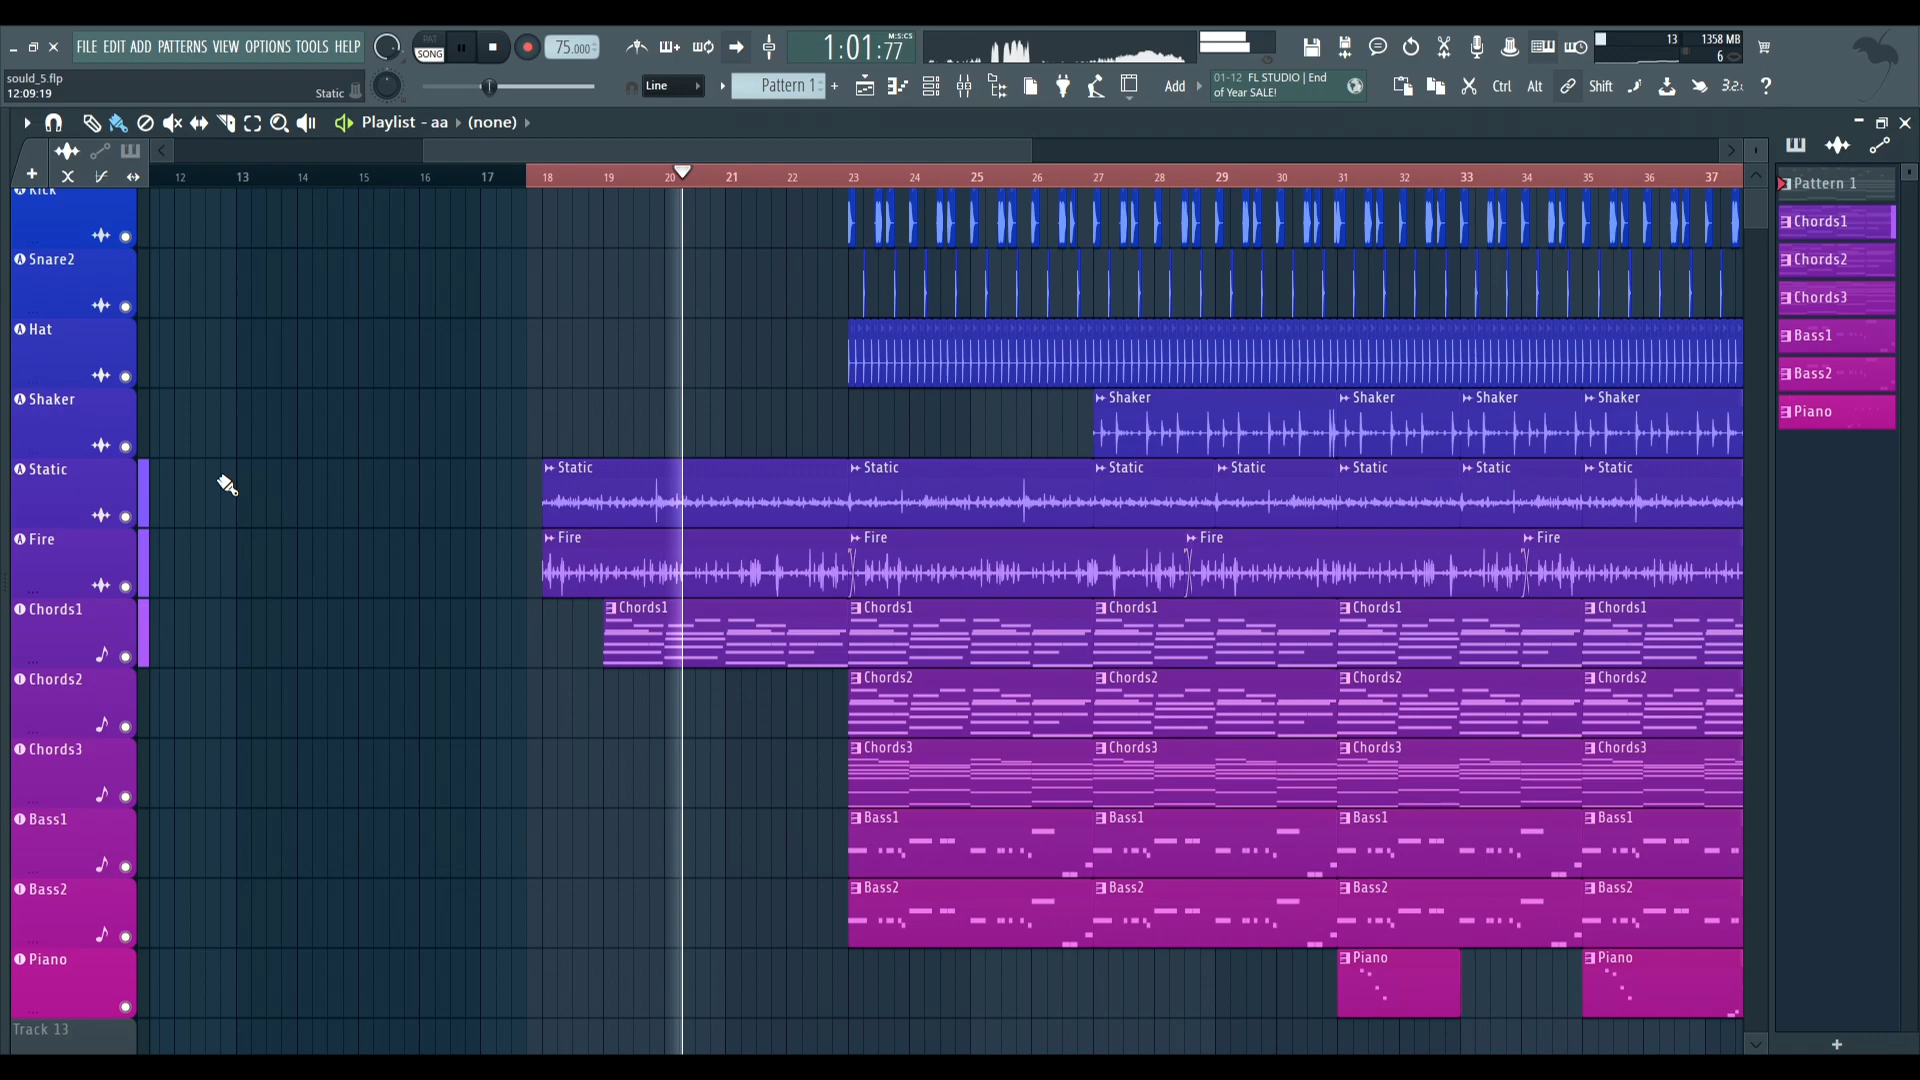 FILE EDIT ADD PATTERNS VIEW OPTIONS TOOLS HELP
PAT
SONG
75.000
1:01:77
M:S:CS
13
1358 MB
6
sould_5.flp
12:09:19
Static
Line
Pattern 1
+
Add
01-12 FL STUDIO | End
of Year SALE!
Ctrl
Alt
Shift
?
Playlist - aa ▸ (none) ▸
12 13 14 15 16 17 18 19 20 21 22 23 24 25 26 27 28 29 30 31 32 33 34 35 36 37
Kick
Snare2
Hat
Shaker
Shaker Shaker Shaker Shaker
Static
Static Static Static Static Static Static Static
Fire
Fire Fire Fire Fire
Chords1
Chords1 Chords1 Chords1 Chords1 Chords1
Chords2
Chords2 Chords2 Chords2 Chords2
Chords3
Chords3 Chords3 Chords3 Chords3
Bass1
Bass1 Bass1 Bass1 Bass1
Bass2
Bass2 Bass2 Bass2 Bass2
Piano
Piano Piano
Track 13
Pattern 1
Chords1
Chords2
Chords3
Bass1
Bass2
Piano
+